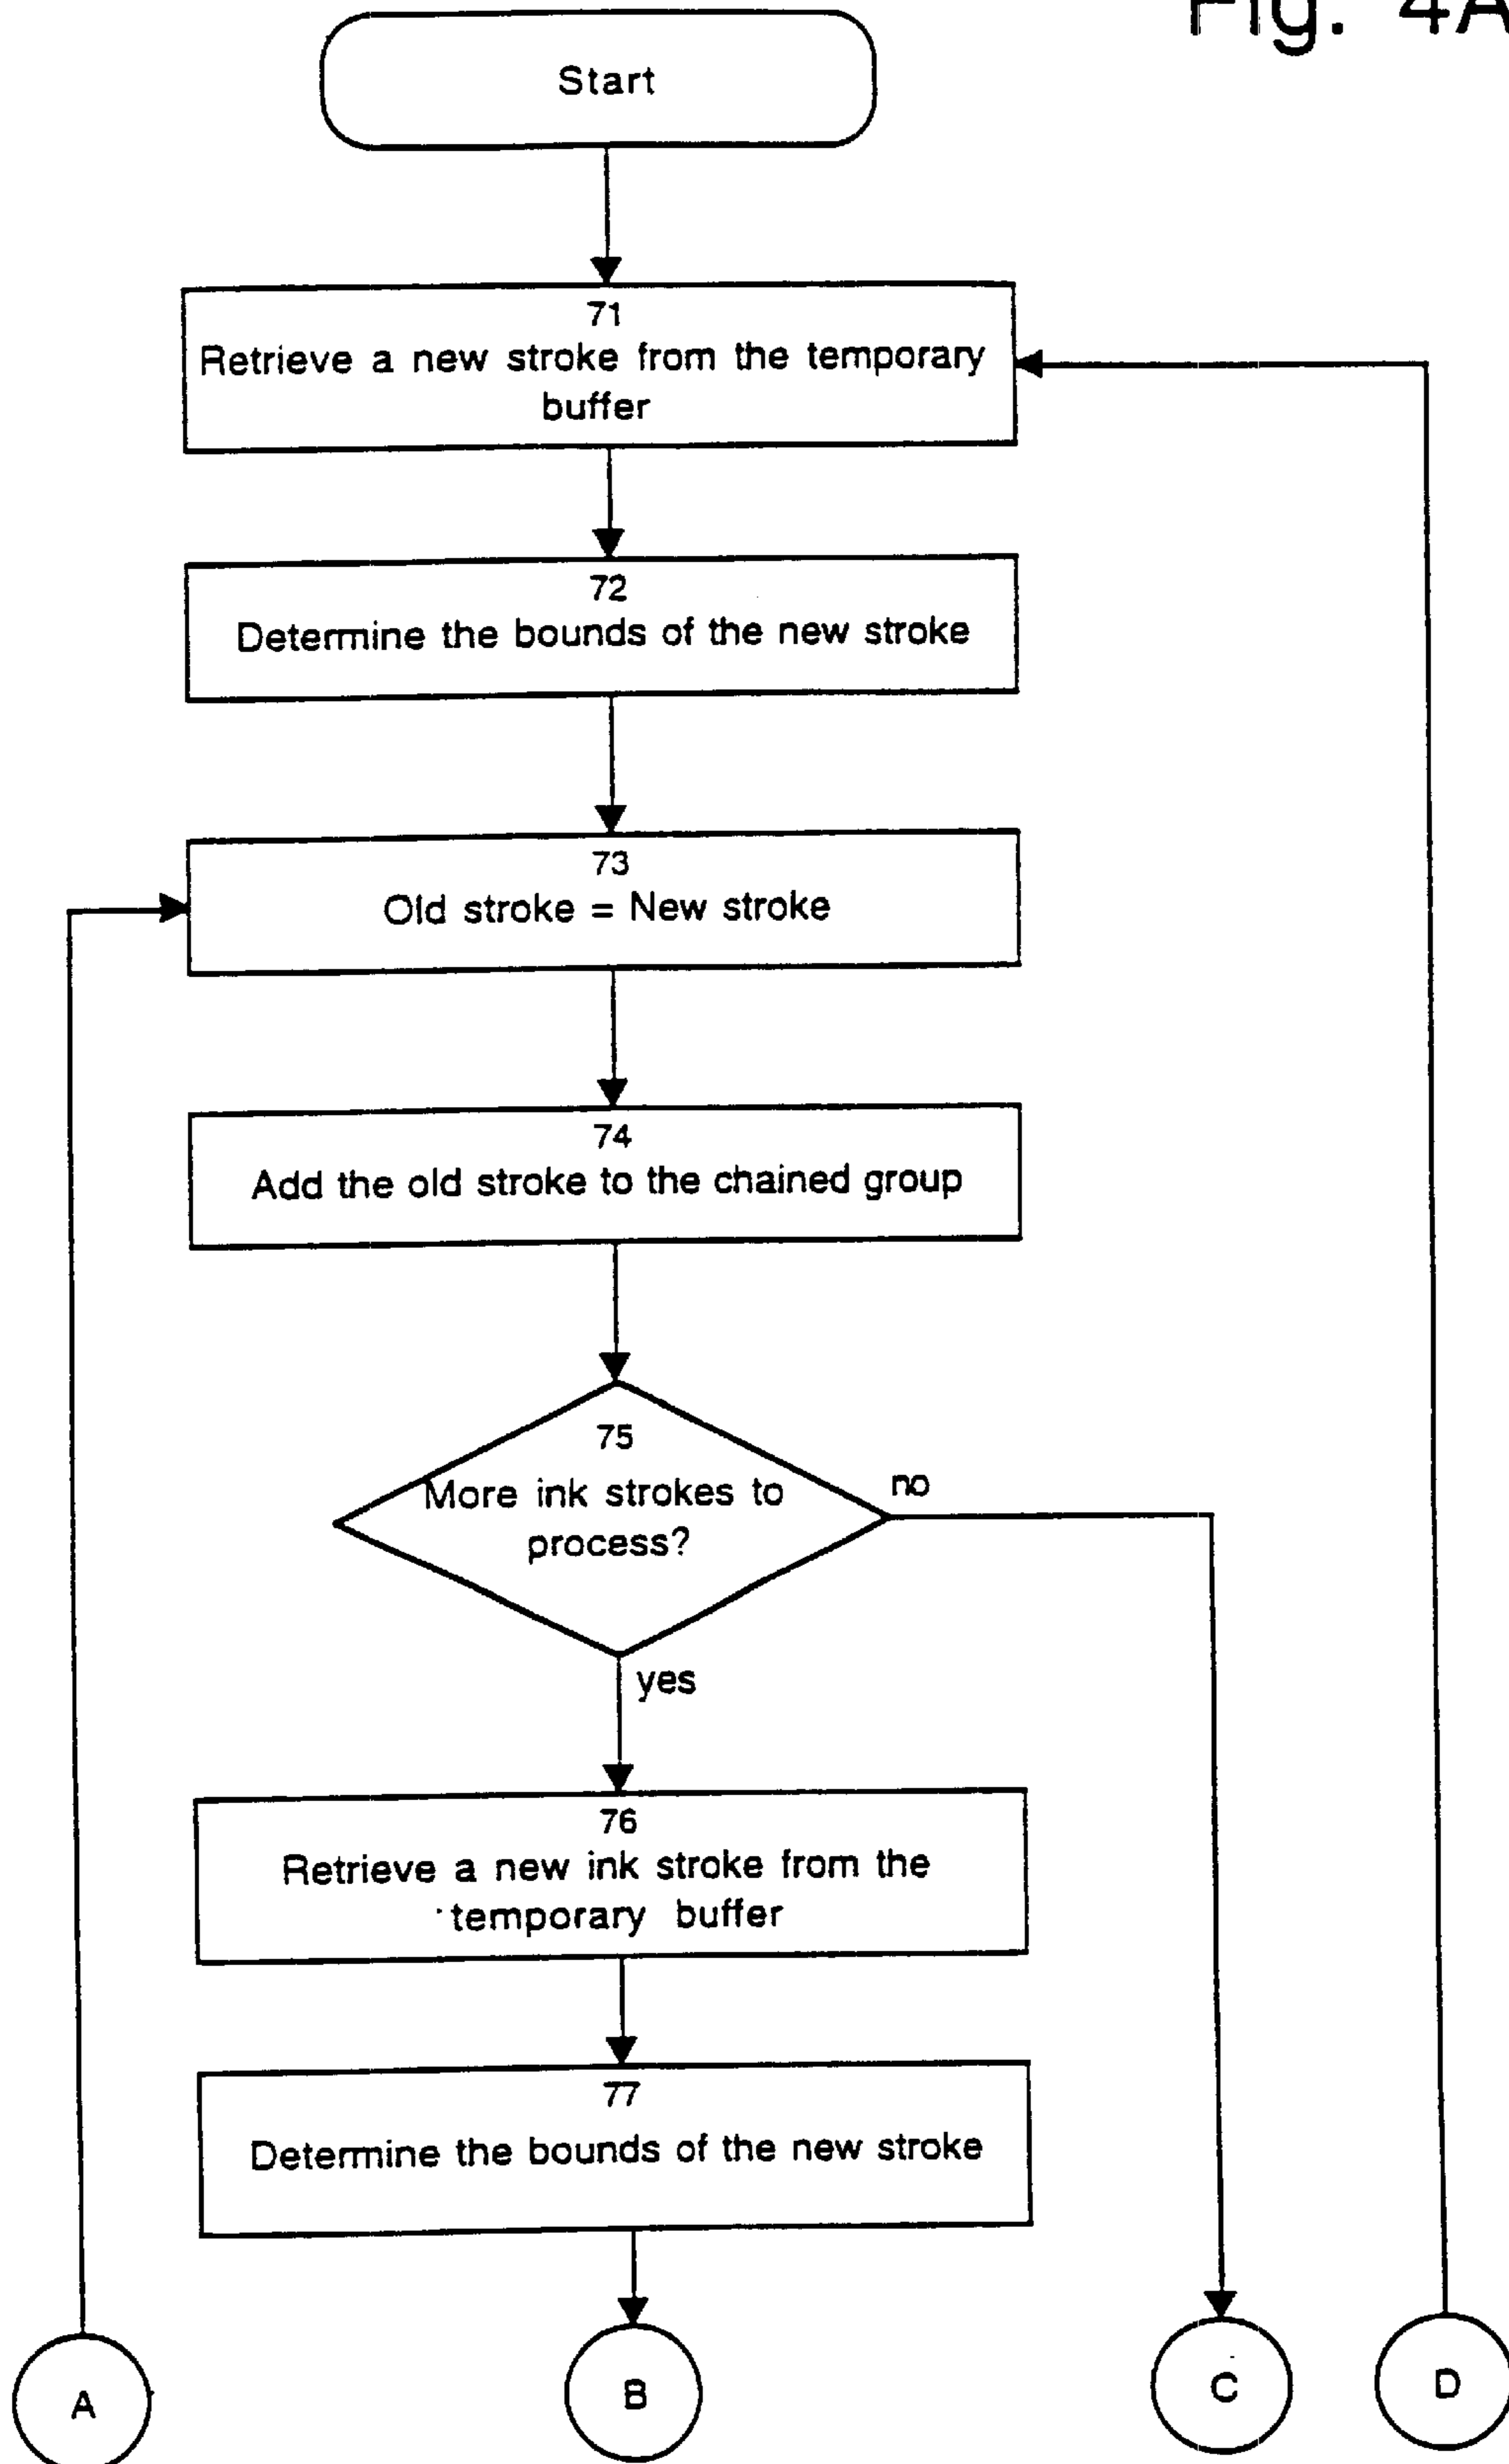 Fig. 4A
Start
71
Retrieve a new stroke from the temporary
buffer
72
Determine the bounds of the new stroke
73
Old stroke = New stroke
74
Add the old stroke to the chained group
75
More ink strokes to
process?
no
yes
76
Retrieve a new ink stroke from the
temporary buffer
77
Determine the bounds of the new stroke
A
B
C
D